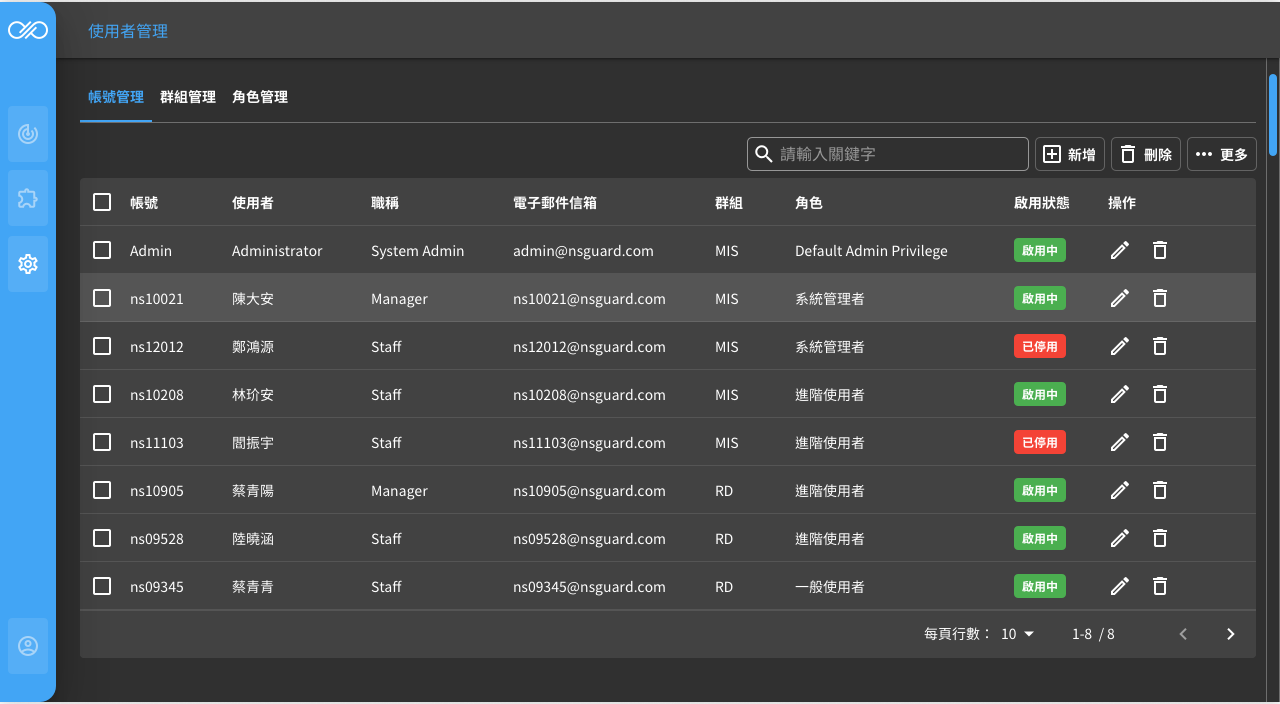 使用者管理
帳號管理 群組管理 角色管理
請輸入關鍵字 新增 刪除 更多
帳號 使用者 職稱 電子郵件信箱 群組 角色 啟用狀態 操作
Admin Administrator System Admin admin@nsguard.com MIS Default Admin Privilege 啟用中
ns10021 陳大安 Manager ns10021@nsguard.com MIS 系統管理者 啟用中
ns12012 鄭鴻源 Staff ns12012@nsguard.com MIS 系統管理者 已停用
ns10208 林玠安 Staff ns10208@nsguard.com MIS 進階使用者 啟用中
ns11103 閻振宇 Staff ns11103@nsguard.com MIS 進階使用者 已停用
ns10905 蔡青陽 Manager ns10905@nsguard.com RD 進階使用者 啟用中
ns09528 陸曉涵 Staff ns09528@nsguard.com RD 進階使用者 啟用中
ns09345 蔡青青 Staff ns09345@nsguard.com RD 一般使用者 啟用中
每頁行數： 10 1-8 / 8